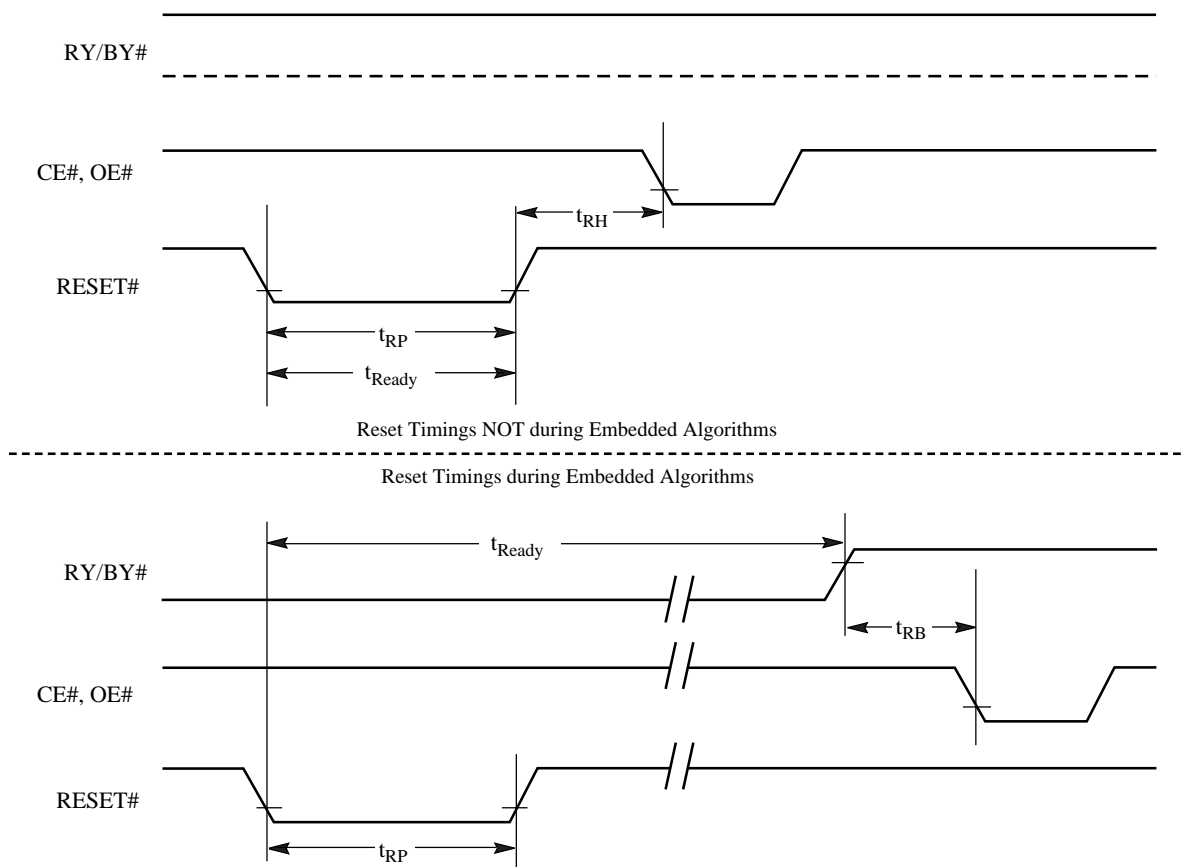 RY/BY#
CE#, OE#
tRH
RESET#
tRP
tReady
Reset Timings NOT during Embedded Algorithms
Reset Timings during Embedded Algorithms
tReady
RY/BY#
tRB
CE#, OE#
RESET#
tRP